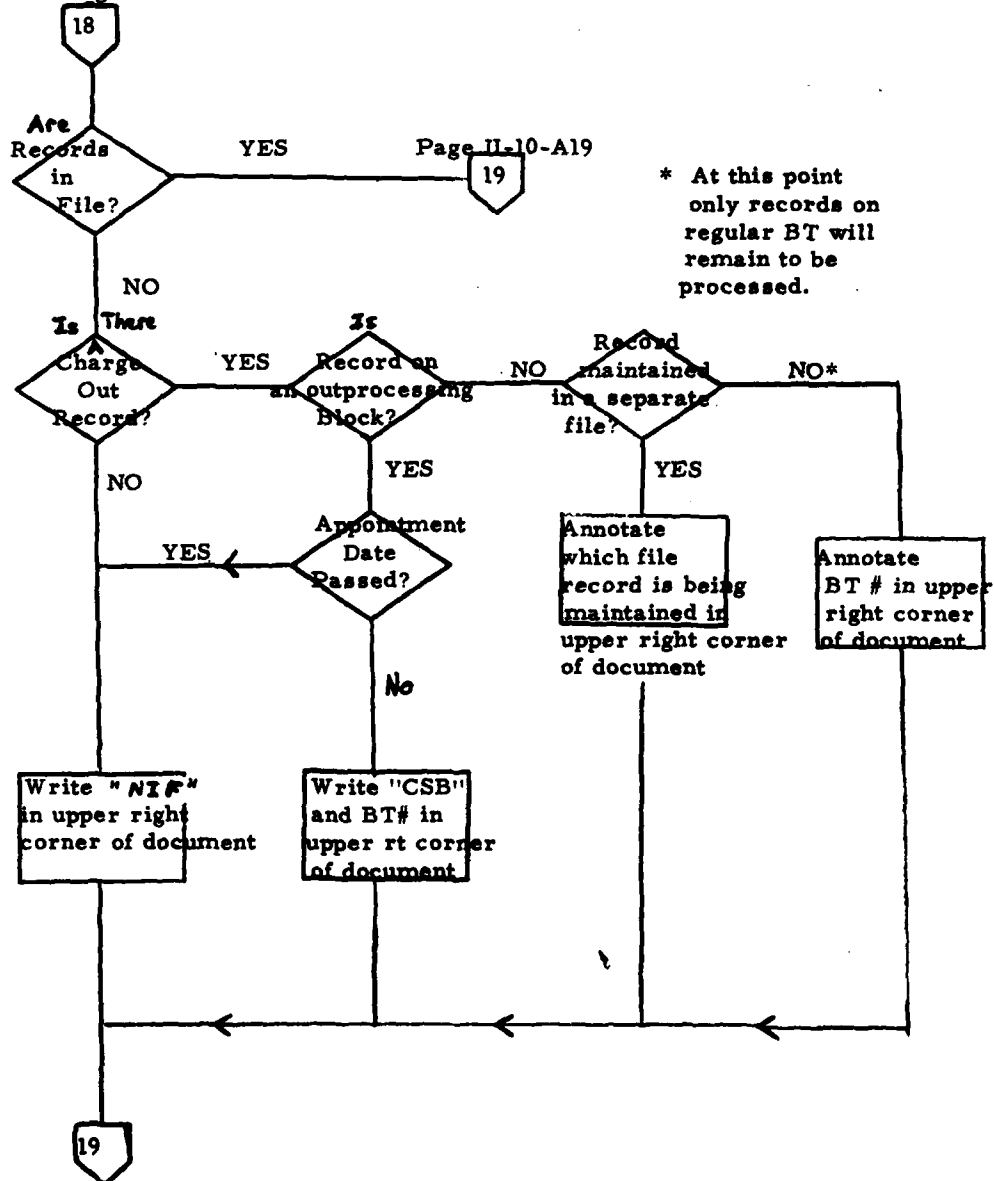 18
Are
Records
in
File?
YES
Page II-10-A19
19
* At this point
only records on
regular BT will
remain to be
processed.
NO
Is There
Charge
Out
Record?
YES
Is
Record on
an outprocessing
Block?
NO
Record
maintained
in a separate
file?
NO*
NO
YES
YES
Appointment
Date
Passed?
YES
Annotate
which file
record is being
maintained in
upper right corner
of document
Annotate
BT # in upper
right corner
of document
No
Write "NIF"
in upper right
corner of document
Write "CSB"
and BT# in
upper rt corner
of document
19